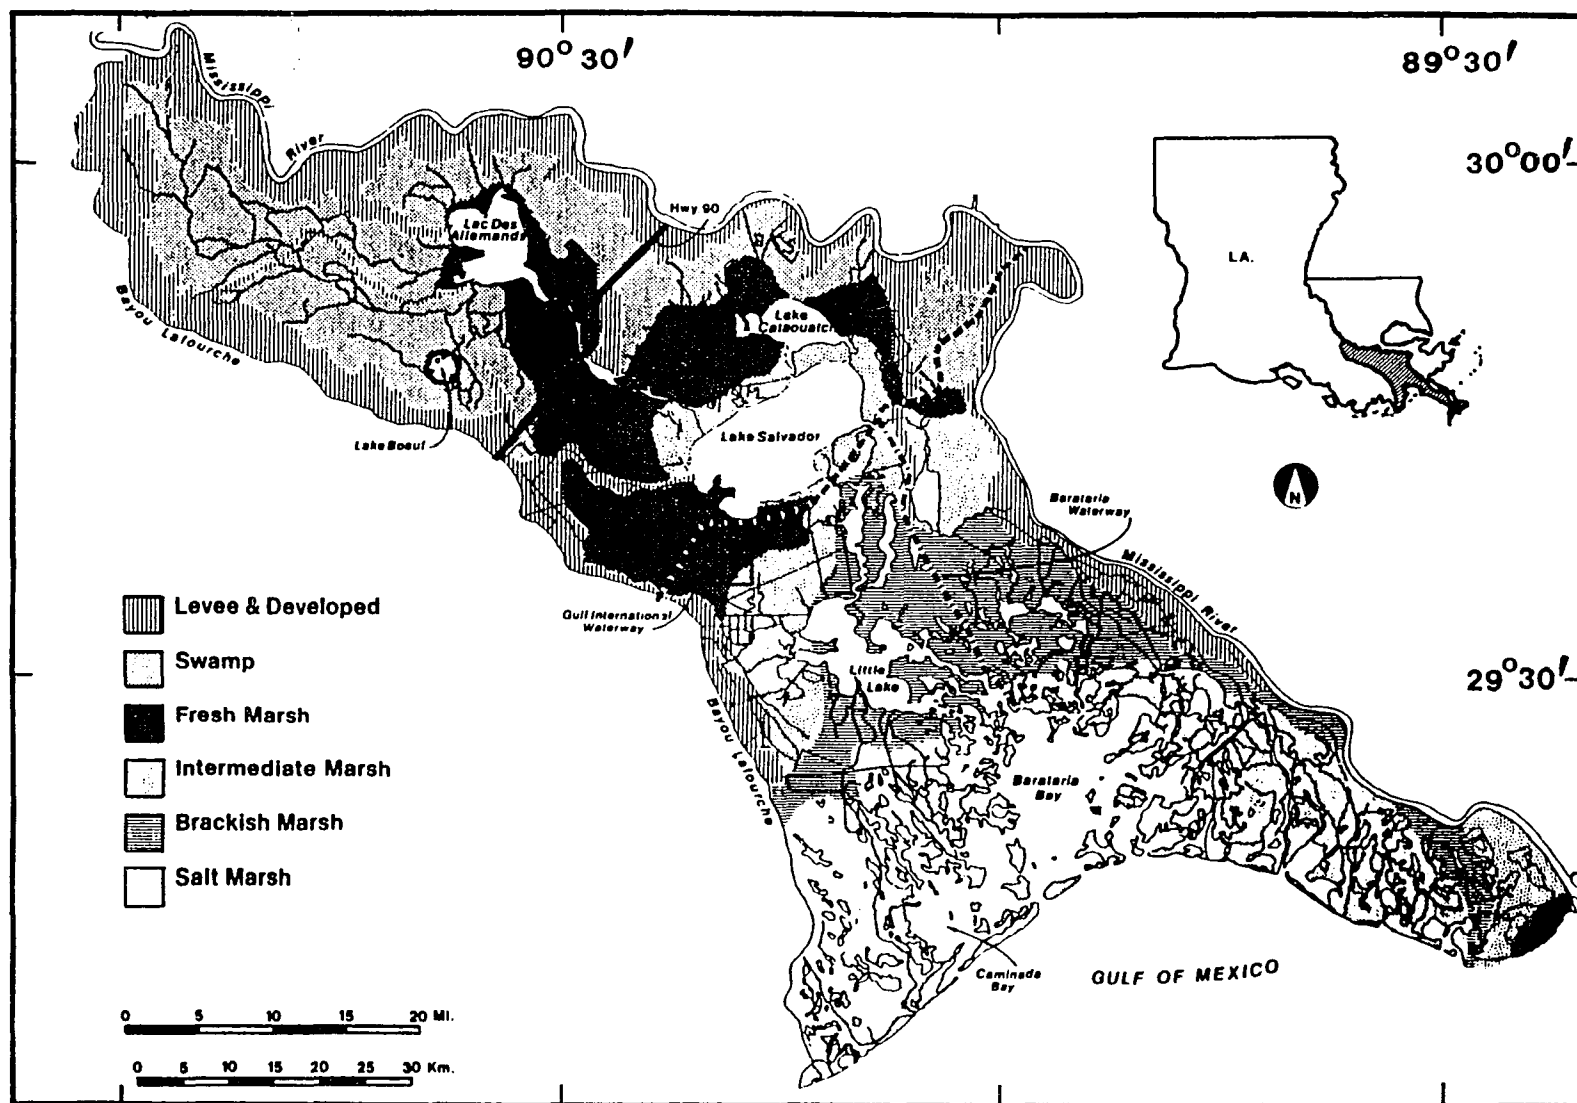 90° 30'
89° 30'
Mississippi
River
30° 00'
Hwy 90
Lac Des
Allemands
LA.
Bayou Lafourche
Lake
Cataouatche
Lake Boeuf
Lake Salvador
N
Barataria
Waterway
Mississippi River
Levee & Developed
Gulf International
Waterway
Swamp
Little
Lake
29° 30'
Fresh Marsh
Bayou Lafourche
Intermediate Marsh
Barataria
Bay
Brackish Marsh
Salt Marsh
Caminada
Bay
GULF OF MEXICO
0 5 10 15 20 MI.
0 5 10 15 20 25 30 Km.